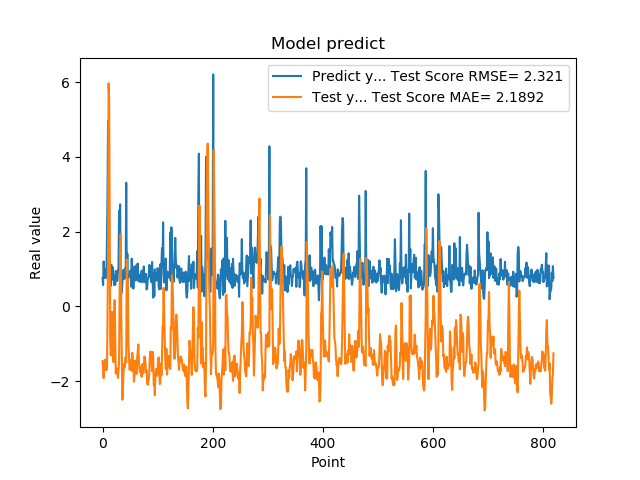 Model predict
Predict y... Test Score RMSE= 2.321
Test y... Test Score MAE= 2.1892
6
4
2
0
−2
Real value
0
200
400
600
800
Point